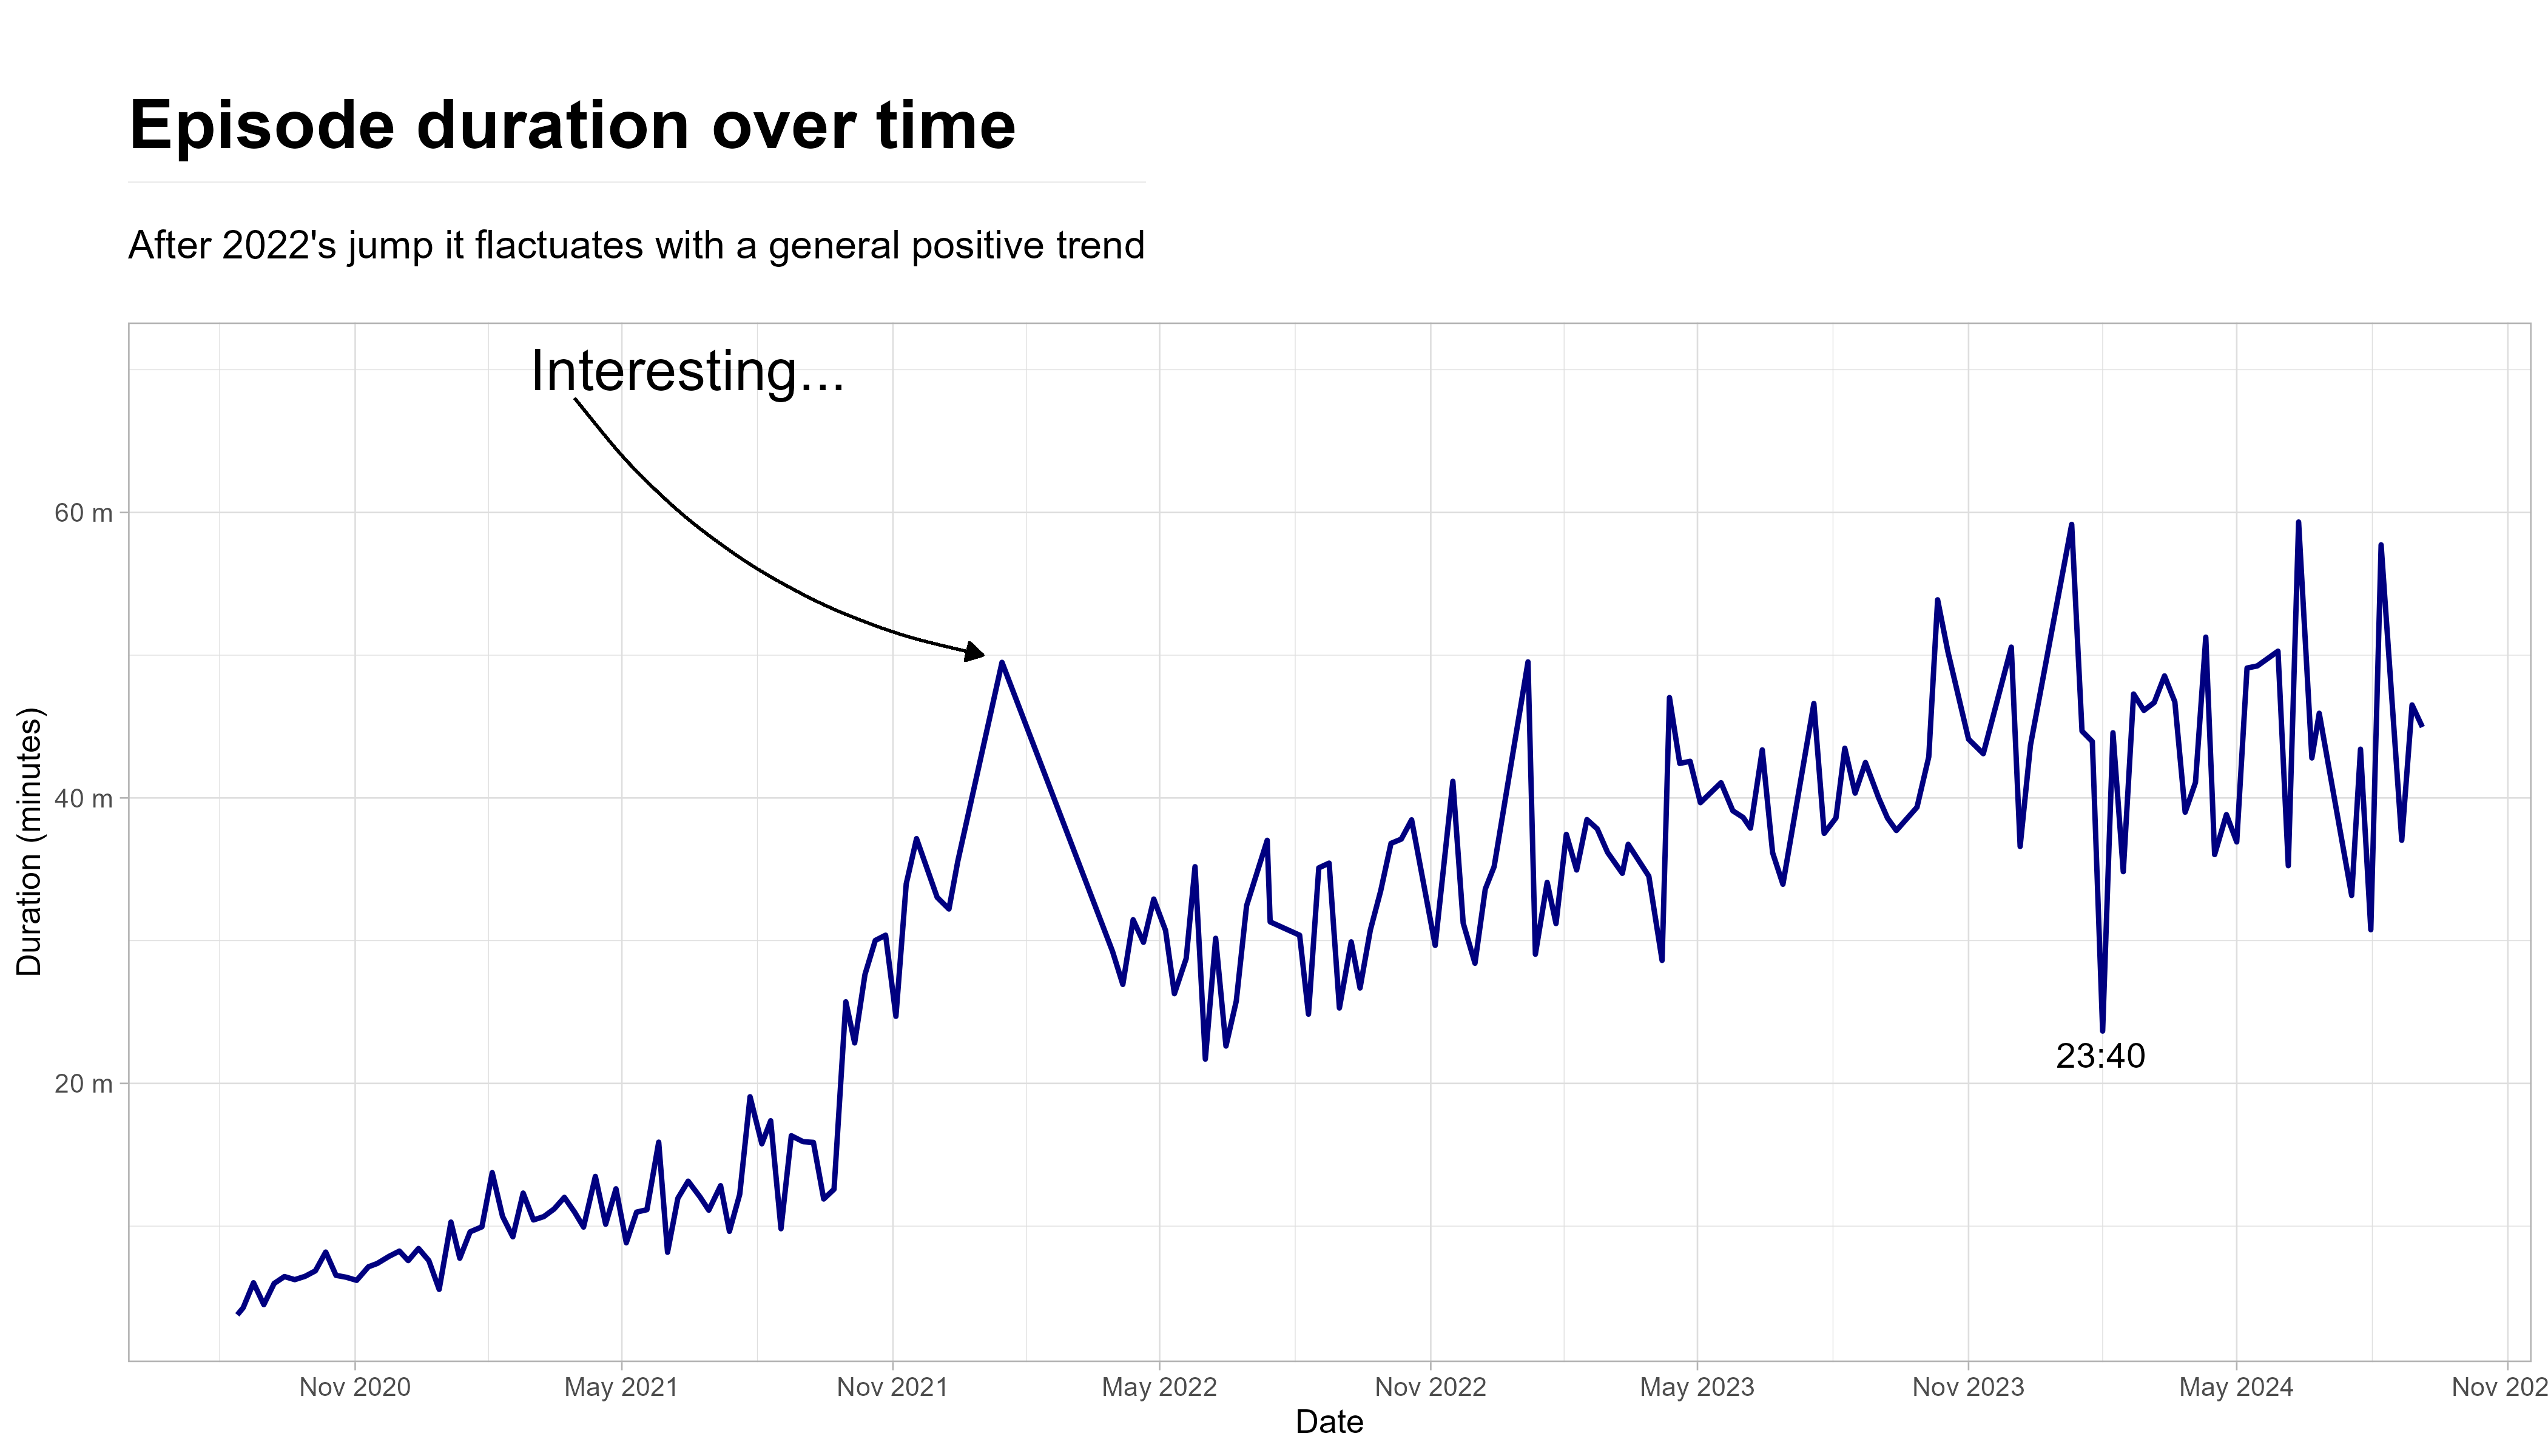 Episode duration over time
After 2022's jump it flactuates with a general positive trend
Interesting...
60 m
40 m
20 m
Duration (minutes)
23:40
Nov 2020 May 2021 Nov 2021 May 2022 Nov 2022 May 2023 Nov 2023 May 2024 Nov 202
Date